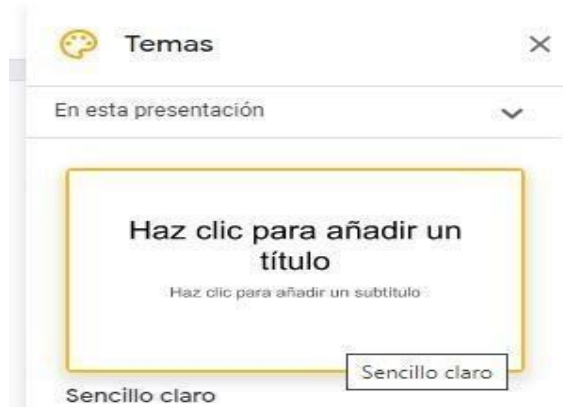 Temas
En esta presentación
Haz clic para añadir un
título
Haz clic para añadir un subtítulo
Sencillo claro
Sencillo claro